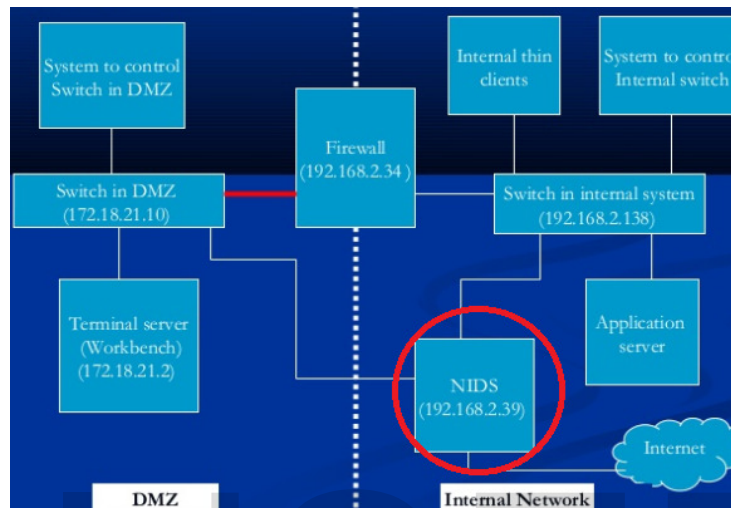 System to control
Switch in DMZ
Internal thin
clients
System to contro
Internal switch
Firewall
(192.168.2.34 )
Switch in DMZ
(172.18.21.10)
Switch in internal system
(192.168.2.138)
Terminal server
(Workbench)
(172.18.21.2)
Application
server
NIDS
(192.168.2.39)
Internet
DMZ
Internal Network